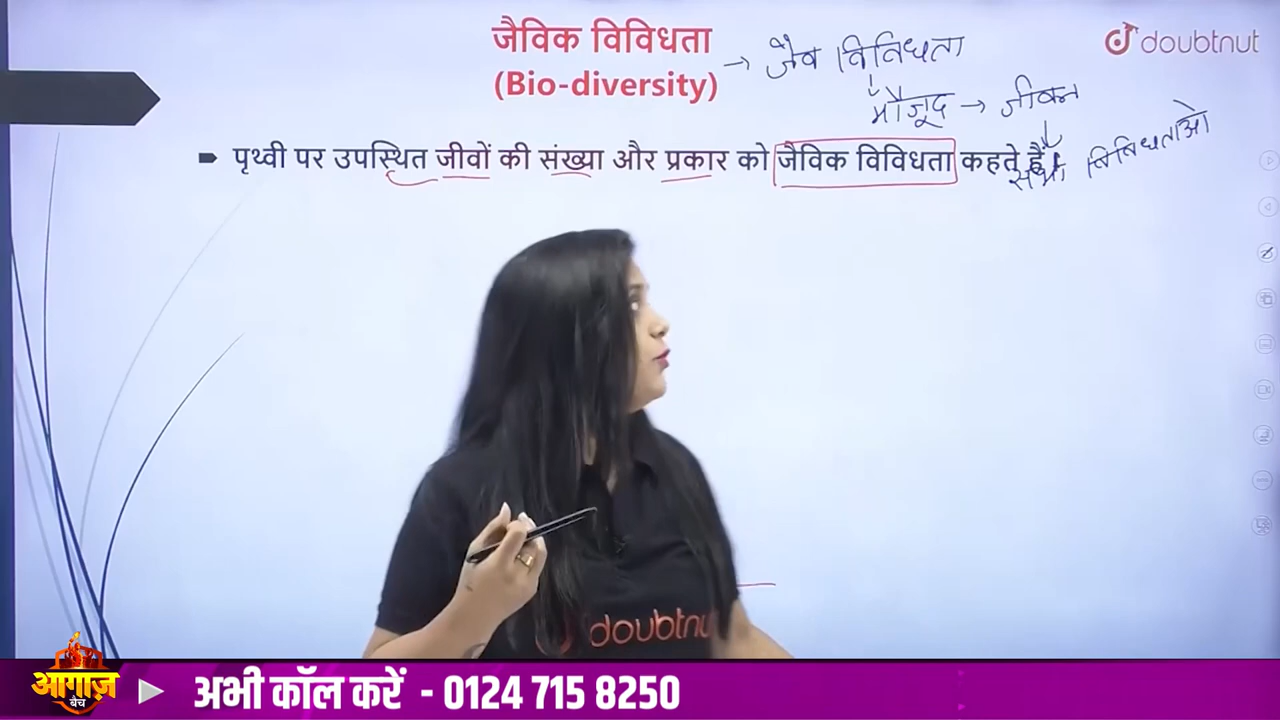 जैविक विविधता
(Bio-diversity)
→ जैव विविधता
मौजूद → जीवन
विविधताओ
doubtnut
पृथ्वी पर उपस्थित जीवों की संख्या और प्रकार को जैविक विविधता कहते हैं।
doubtnu
आगाज़
बैच
अभी कॉल करें - 0124 715 8250